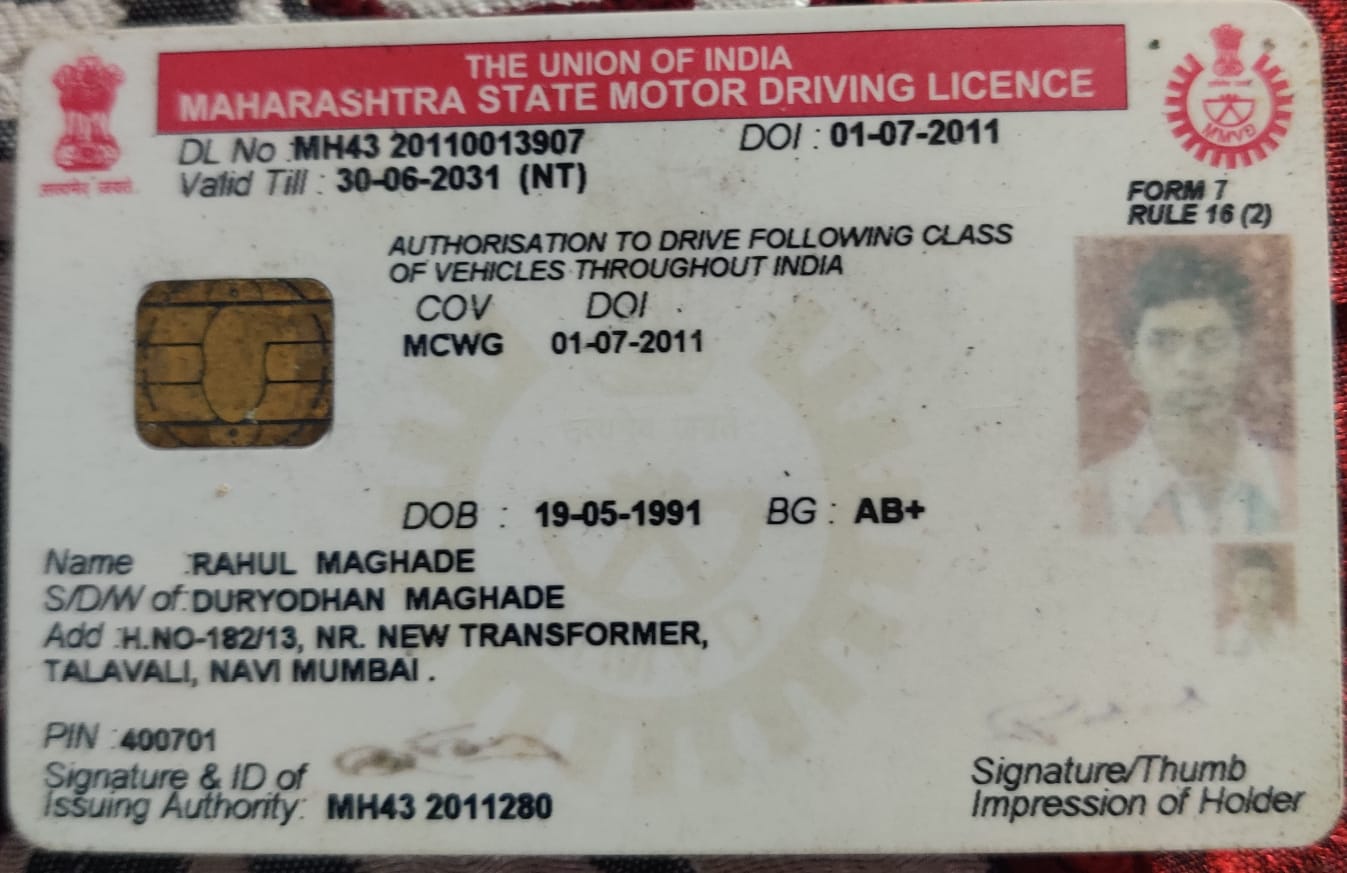 THE UNION OF INDIA
MAHARASHTRA STATE MOTOR DRIVING LICENCE
DL No : MH43 20110013907 DOI : 01-07-2011
Valid Till : 30-06-2031 (NT)
सत्यमेव जयते
MMVD
FORM 7
RULE 16 (2)
AUTHORISATION TO DRIVE FOLLOWING CLASS
OF VEHICLES THROUGHOUT INDIA
COV DOI
MCWG 01-07-2011
DOB : 19-05-1991 BG : AB+
Name : RAHUL MAGHADE
S/D/W of : DURYODHAN MAGHADE
Add : H.NO-182/13, NR. NEW TRANSFORMER,
TALAVALI, NAVI MUMBAI .
PIN : 400701
Signature & ID of
Issuing Authority: MH43 2011280
Signature/Thumb
Impression of Holder